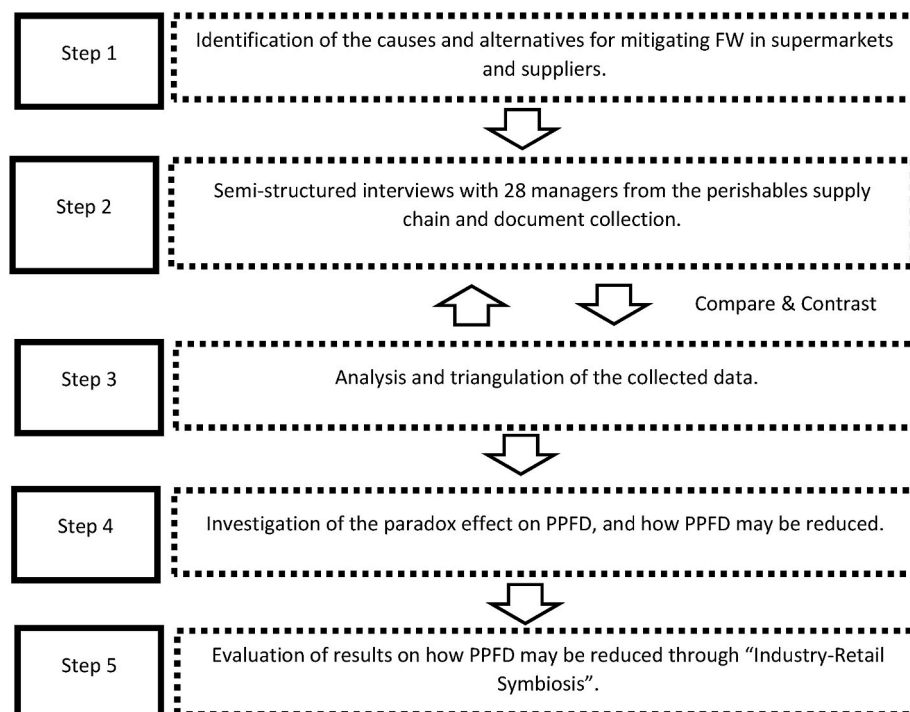 Step 1
Identification of the causes and alternatives for mitigating FW in supermarkets
and suppliers.
Step 2
Semi-structured interviews with 28 managers from the perishables supply
chain and document collection.
Compare & Contrast
Step 3
Analysis and triangulation of the collected data.
Step 4
Investigation of the paradox effect on PPFD, and how PPFD may be reduced.
Step 5
Evaluation of results on how PPFD may be reduced through “Industry-Retail
Symbiosis”.